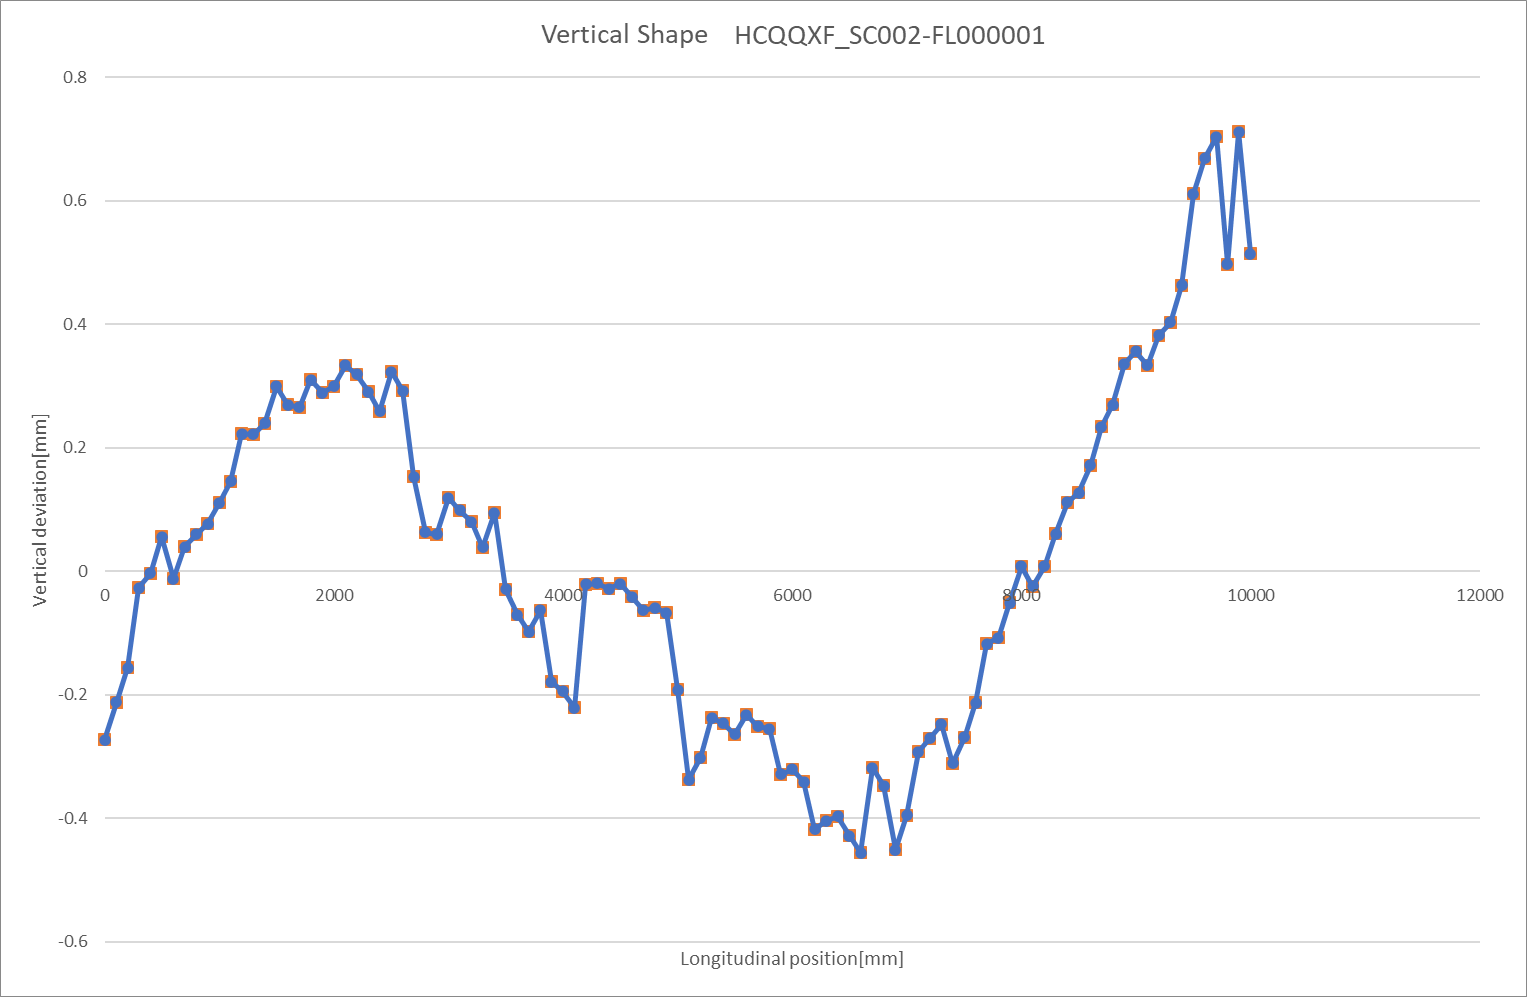 Vertical Shape HCQQXF_SC002-FL000001
0.8
0.6
0.4
0.2
0
-0.2
-0.4
-0.6
Vertical deviation[mm]
0 2000 4000 6000 8000 10000 12000
Longitudinal position[mm]